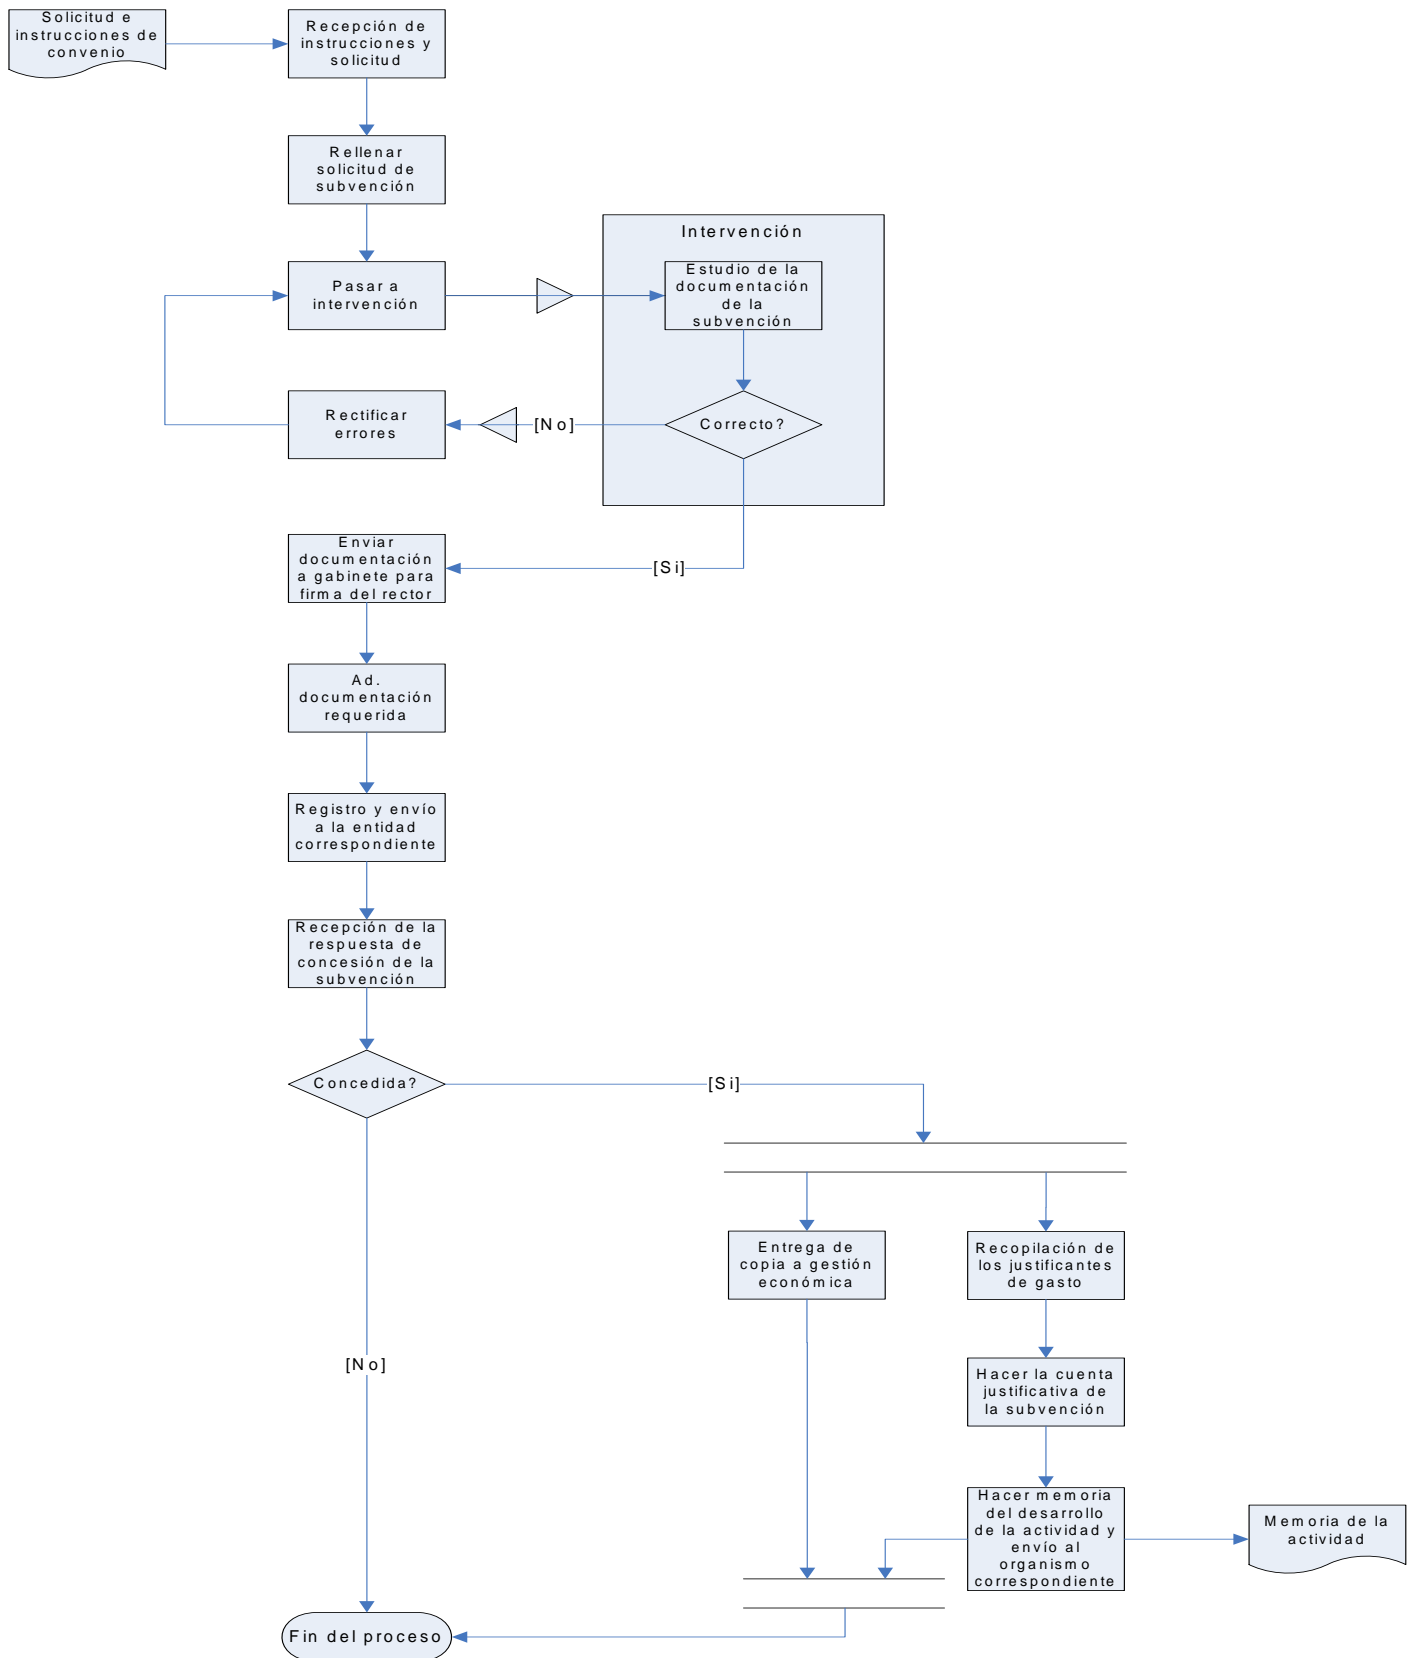 Solicitud e
instrucciones de
convenio
Recepción de
instrucciones y
solicitud
Rellenar
solicitud de
subvención
Intervención
Pasar a
intervención
Estudio de la
documentación
de la
subvención
Rectificar
errores
[No]
Correcto?
Enviar
documentación
a gabinete para
firma del rector
[Si]
Ad.
documentación
requerida
Registro y envío
a la entidad
correspondiente
Recepción de la
respuesta de
concesión de la
subvención
Concedida?
[Si]
Entrega de
copia a gestión
económica
Recopilación de
los justificantes
de gasto
[No]
Hacer la cuenta
justificativa de
la subvención
Hacer memoria
del desarrollo
de la actividad y
envío al
organismo
correspondiente
Memoria de la
actividad
Fin del proceso